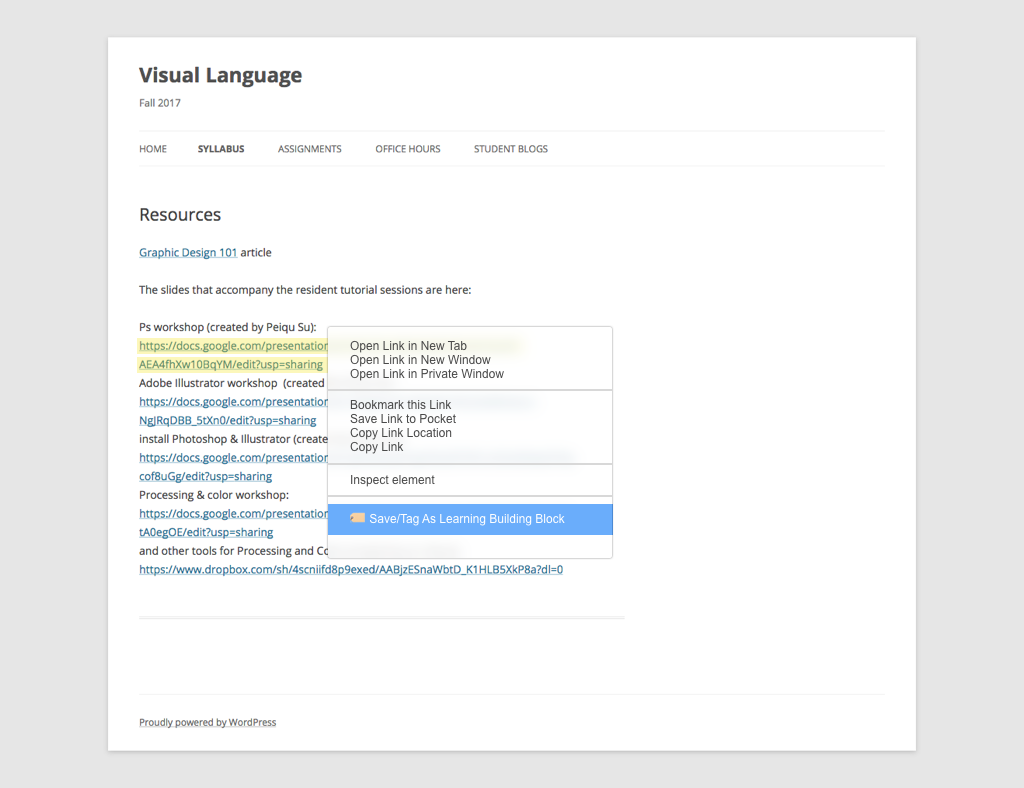 Visual Language
Fall 2017
HOME SYLLABUS ASSIGNMENTS OFFICE HOURS STUDENT BLOGS
Resources
Graphic Design 101 article
The slides that accompany the resident tutorial sessions are here:
Ps workshop (created by Peiqu Su):
https://docs.google.com/presentation
AEA4fhXw10BqYM/edit?usp=sharing
Adobe Illustrator workshop (created
https://docs.google.com/presentation
NgJRqDBB_5tXn0/edit?usp=sharing
install Photoshop & Illustrator (create
https://docs.google.com/presentation
cof8uGg/edit?usp=sharing
Processing & color workshop:
https://docs.google.com/presentation
tA0egOE/edit?usp=sharing
and other tools for Processing and Co
https://www.dropbox.com/sh/4scniifd8p9exed/AABjzESnaWbtD_K1HLB5XkP8a?dl=0
Open Link in New Tab
Open Link in New Window
Open Link in Private Window
Bookmark this Link
Save Link to Pocket
Copy Link Location
Copy Link
Inspect element
Save/Tag As Learning Building Block
Proudly powered by WordPress